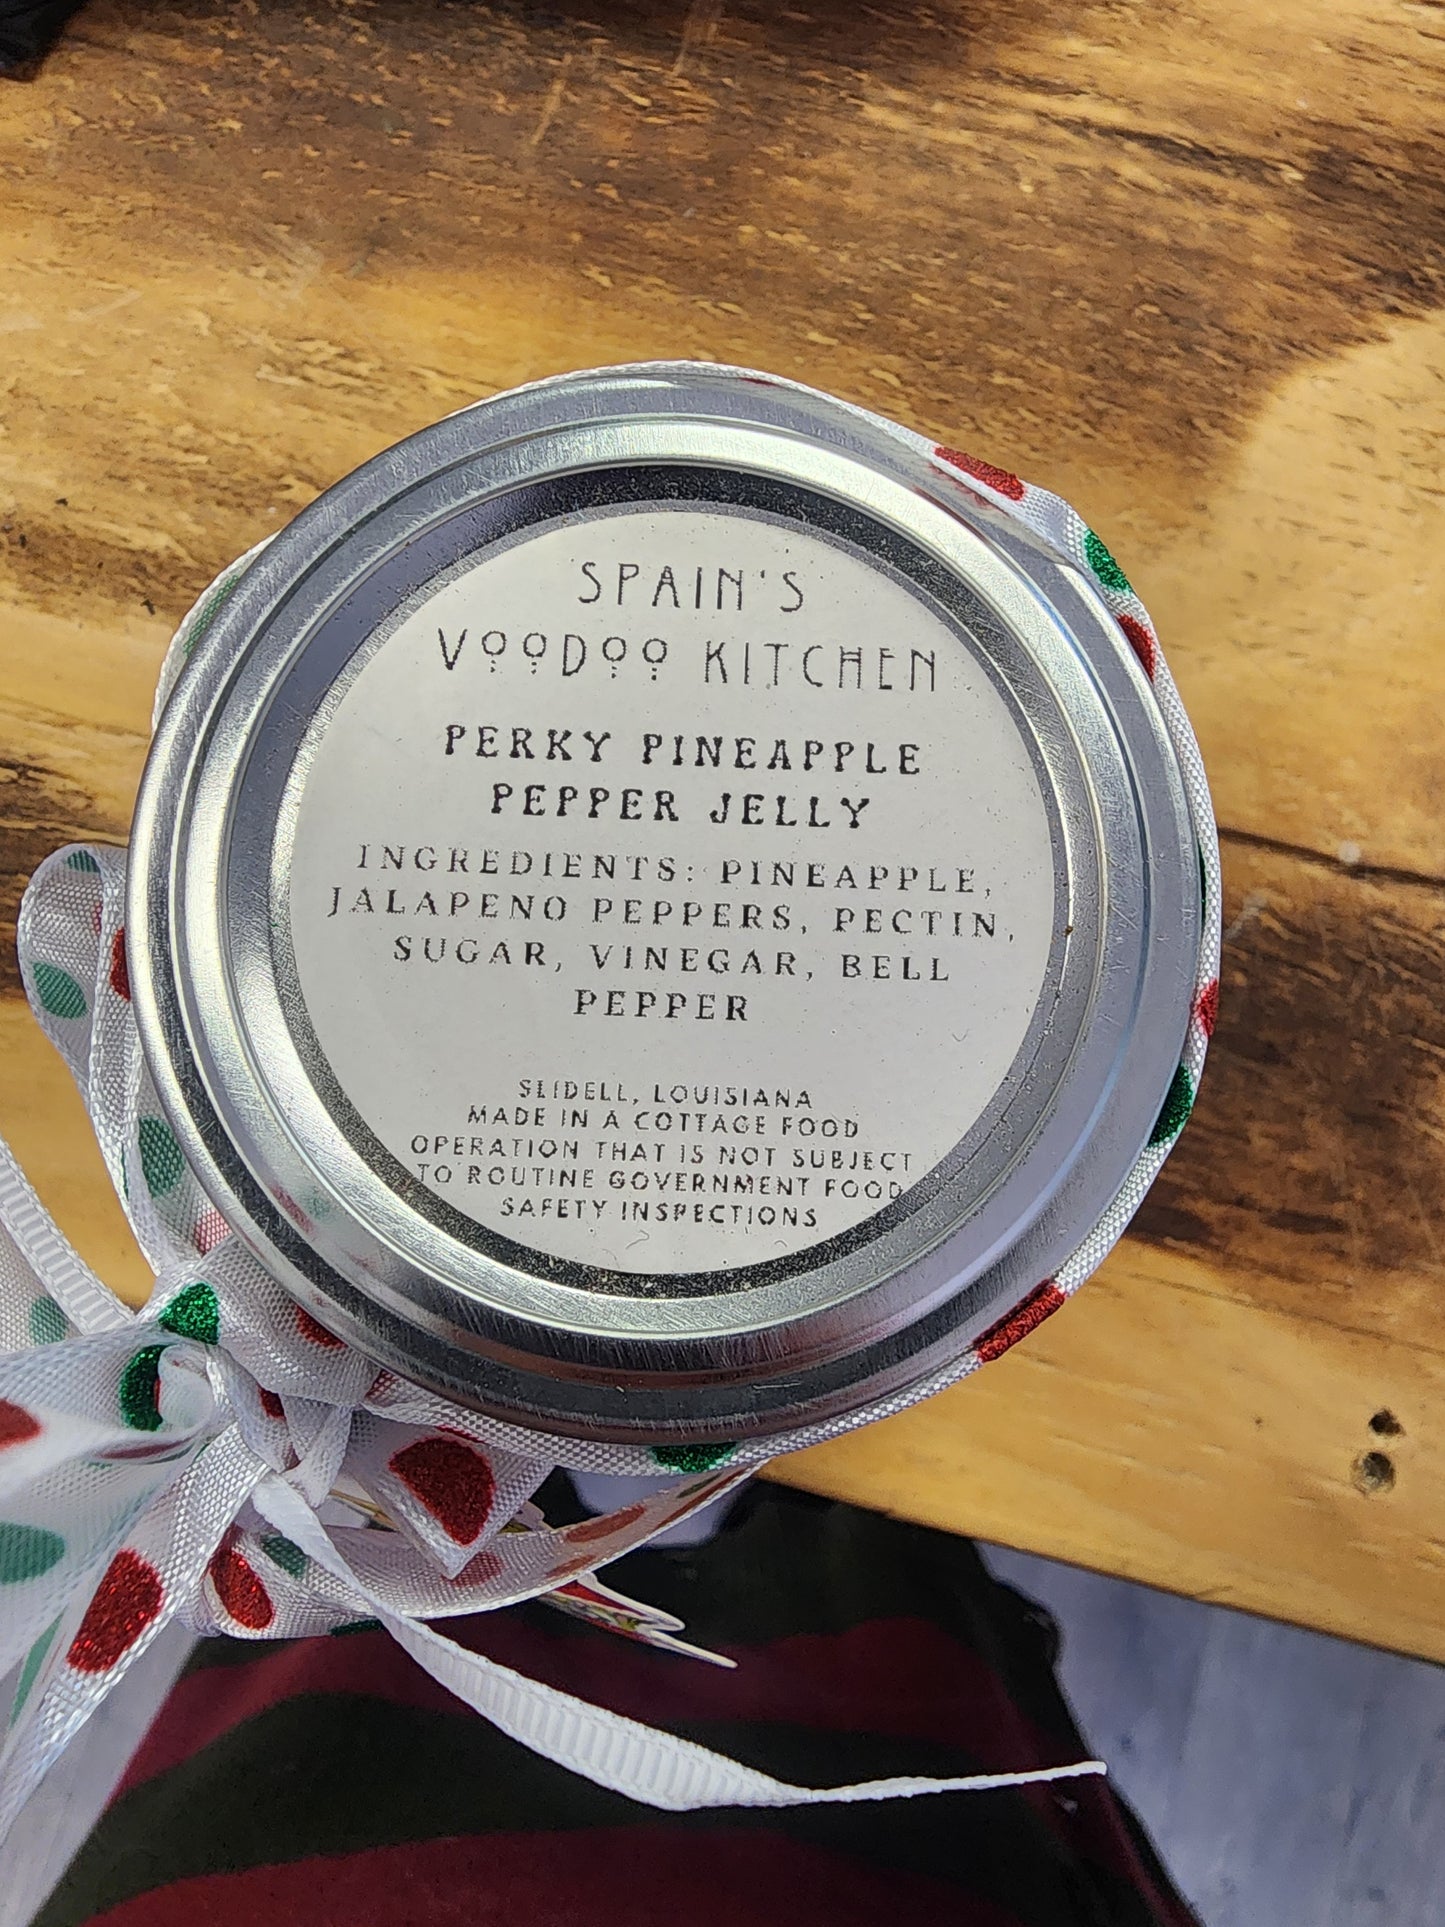 SPAIN'S
VOODOO KITCHEN
PERKY PINEAPPLE
PEPPER JELLY
INGREDIENTS: PINEAPPLE,
JALAPENO PEPPERS, PECTIN,
SUGAR, VINEGAR, BELL
PEPPER
SLIDELL, LOUISIANA
MADE IN A COTTAGE FOOD
OPERATION THAT IS NOT SUBJECT
TO ROUTINE GOVERNMENT FOOD
SAFETY INSPECTIONS